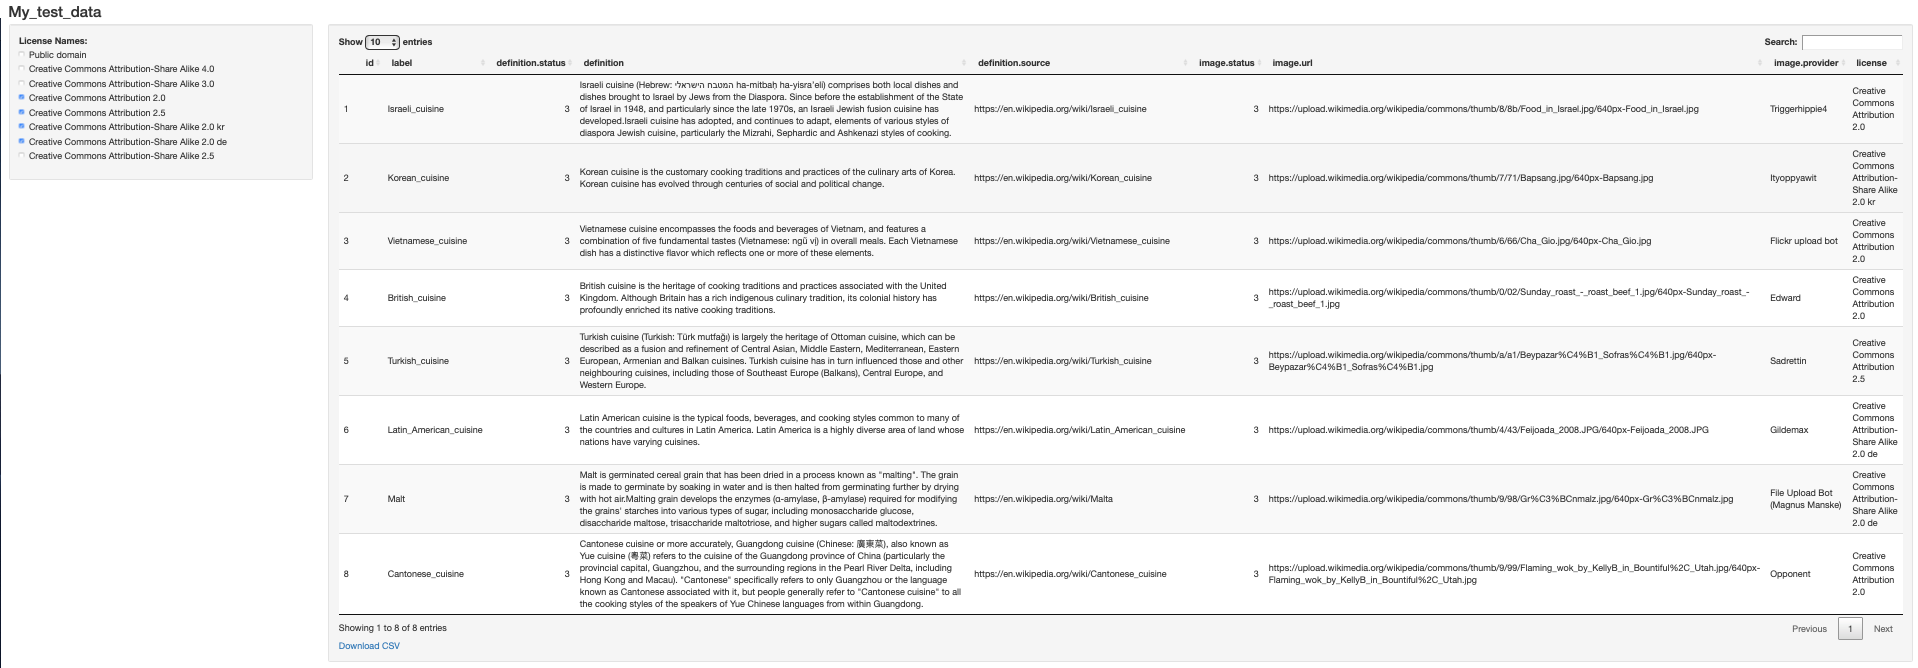 My_test_data
License Names:
Public domain
Creative Commons Attribution-Share Alike 4.0
Creative Commons Attribution-Share Alike 3.0
Creative Commons Attribution 2.0
Creative Commons Attribution 2.5
Creative Commons Attribution-Share Alike 2.0 kr
Creative Commons Attribution-Share Alike 2.0 de
Creative Commons Attribution-Share Alike 2.5
Show 10 entries
Search:
id label definition.status definition definition.source image.status image.url image.provider license
1
Israeli_cuisine
3
Israeli cuisine (Hebrew: המטבח הישראלי ha-mitbaḥ ha-yisra'eli) comprises both local dishes and
dishes brought to Israel by Jews from the Diaspora. Since before the establishment of the State
of Israel in 1948, and particularly since the late 1970s, an Israeli Jewish fusion cuisine has
developed.Israeli cuisine has adopted, and continues to adapt, elements of various styles of
diaspora Jewish cuisine, particularly the Mizrahi, Sephardic and Ashkenazi styles of cooking.
https://en.wikipedia.org/wiki/Israeli_cuisine
3
https://upload.wikimedia.org/wikipedia/commons/thumb/8/8b/Food_in_Israel.jpg/640px-Food_in_Israel.jpg
Triggerhippie4
Creative
Commons
Attribution
2.0
2
Korean_cuisine
3
Korean cuisine is the customary cooking traditions and practices of the culinary arts of Korea.
Korean cuisine has evolved through centuries of social and political change.
https://en.wikipedia.org/wiki/Korean_cuisine
3
https://upload.wikimedia.org/wikipedia/commons/thumb/7/71/Bapsang.jpg/640px-Bapsang.jpg
Ityoppyawit
Creative
Commons
Attribution-
Share Alike
2.0 kr
3
Vietnamese_cuisine
3
Vietnamese cuisine encompasses the foods and beverages of Vietnam, and features a
combination of five fundamental tastes (Vietnamese: ngũ vị) in overall meals. Each Vietnamese
dish has a distinctive flavor which reflects one or more of these elements.
https://en.wikipedia.org/wiki/Vietnamese_cuisine
3
https://upload.wikimedia.org/wikipedia/commons/thumb/6/66/Cha_Gio.jpg/640px-Cha_Gio.jpg
Flickr upload bot
Creative
Commons
Attribution
2.0
4
British_cuisine
3
British cuisine is the heritage of cooking traditions and practices associated with the United
Kingdom. Although Britain has a rich indigenous culinary tradition, its colonial history has
profoundly enriched its native cooking traditions.
https://en.wikipedia.org/wiki/British_cuisine
3
https://upload.wikimedia.org/wikipedia/commons/thumb/0/02/Sunday_roast_-_roast_beef_1.jpg/640px-Sunday_roast_-
_roast_beef_1.jpg
Edward
Creative
Commons
Attribution
2.0
5
Turkish_cuisine
3
Turkish cuisine (Turkish: Türk mutfağı) is largely the heritage of Ottoman cuisine, which can be
described as a fusion and refinement of Central Asian, Middle Eastern, Mediterranean, Eastern
European, Armenian and Balkan cuisines. Turkish cuisine has in turn influenced those and other
neighbouring cuisines, including those of Southeast Europe (Balkans), Central Europe, and
Western Europe.
https://en.wikipedia.org/wiki/Turkish_cuisine
3
https://upload.wikimedia.org/wikipedia/commons/thumb/a/a1/Beypazar%C4%B1_Sofras%C4%B1.jpg/640px-
Beypazar%C4%B1_Sofras%C4%B1.jpg
Sadrettin
Creative
Commons
Attribution
2.5
6
Latin_American_cuisine
3
Latin American cuisine is the typical foods, beverages, and cooking styles common to many of
the countries and cultures in Latin America. Latin America is a highly diverse area of land whose
nations have varying cuisines.
https://en.wikipedia.org/wiki/Latin_American_cuisine
3
https://upload.wikimedia.org/wikipedia/commons/thumb/4/43/Feijoada_2008.JPG/640px-Feijoada_2008.JPG
Gildemax
Creative
Commons
Attribution-
Share Alike
2.0 de
7
Malt
3
Malt is germinated cereal grain that has been dried in a process known as "malting". The grain
is made to germinate by soaking in water and is then halted from germinating further by drying
with hot air.Malting grain develops the enzymes (α-amylase, β-amylase) required for modifying
the grains' starches into various types of sugar, including monosaccharide glucose,
disaccharide maltose, trisaccharide maltotriose, and higher sugars called maltodextrines.
https://en.wikipedia.org/wiki/Malta
3
https://upload.wikimedia.org/wikipedia/commons/thumb/9/98/Gr%C3%BCnmalz.jpg/640px-Gr%C3%BCnmalz.jpg
File Upload Bot
(Magnus Manske)
Creative
Commons
Attribution-
Share Alike
2.0 de
8
Cantonese_cuisine
3
Cantonese cuisine or more accurately, Guangdong cuisine (Chinese: 廣東菜), also known as
Yue cuisine (粵菜) refers to the cuisine of the Guangdong province of China (particularly the
provincial capital, Guangzhou, and the surrounding regions in the Pearl River Delta, including
Hong Kong and Macau). "Cantonese" specifically refers to only Guangzhou or the language
known as Cantonese associated with it, but people generally refer to "Cantonese cuisine" to all
the cooking styles of the speakers of Yue Chinese languages from within Guangdong.
https://en.wikipedia.org/wiki/Cantonese_cuisine
3
https://upload.wikimedia.org/wikipedia/commons/thumb/9/99/Flaming_wok_by_KellyB_in_Bountiful%2C_Utah.jpg/640px-
Flaming_wok_by_KellyB_in_Bountiful%2C_Utah.jpg
Opponent
Creative
Commons
Attribution
2.0
Showing 1 to 8 of 8 entries
Previous 1 Next
Download CSV